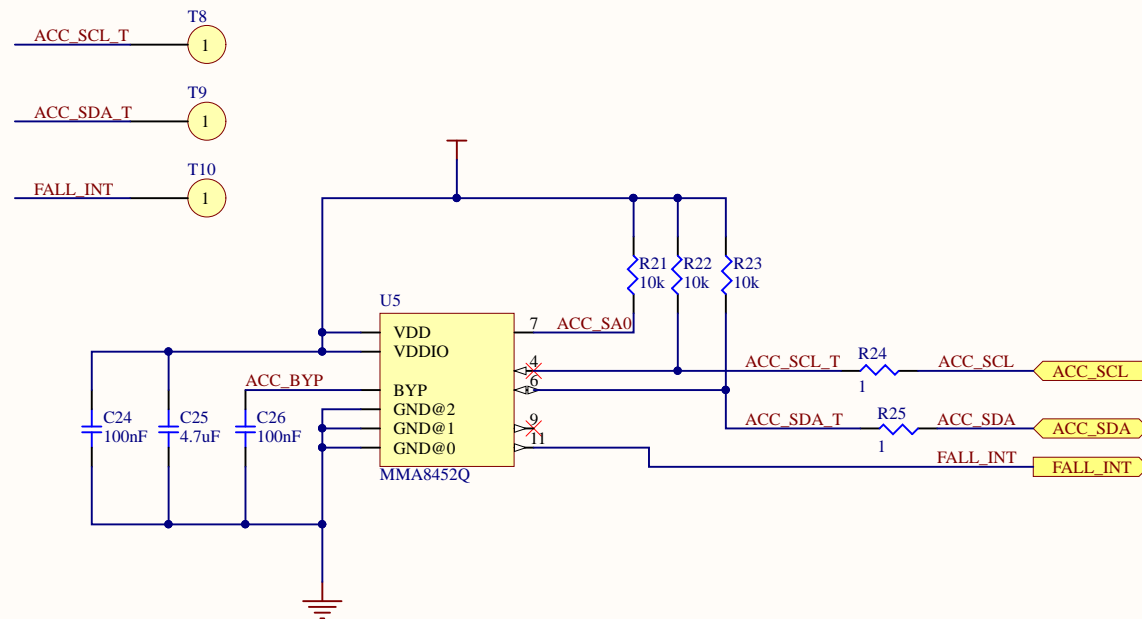 T8
ACC_SCL_T
1
T9
ACC_SDA_T
1
T10
FALL_INT
1
R21
10k
R22
10k
R23
10k
U5
VDD
VDDIO
BYP
GND@2
GND@1
GND@0
MMA8452Q
7
ACC_SA0
4
6
9
11
ACC_BYP
C24
100nF
C25
4.7uF
C26
100nF
ACC_SCL_T
R24
1
ACC_SCL
ACC_SCL
ACC_SDA_T
R25
1
ACC_SDA
ACC_SDA
FALL_INT
FALL_INT